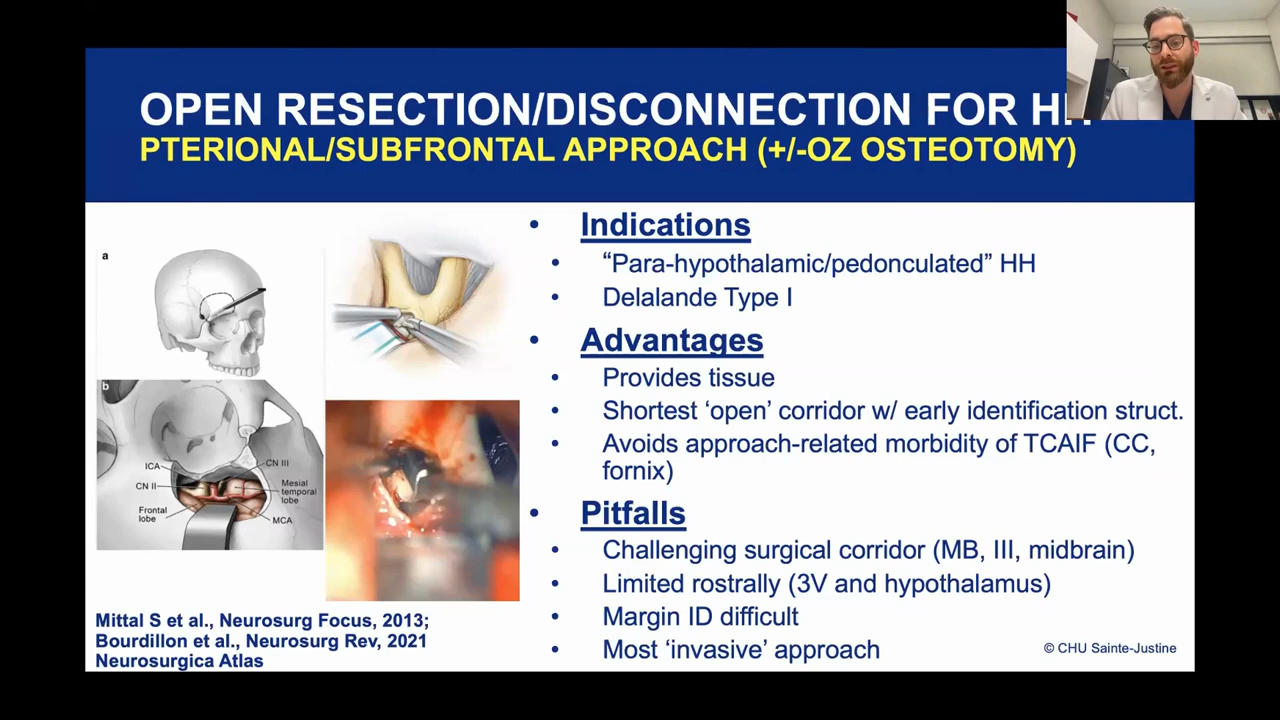 OPEN RESECTION/DISCONNECTION FOR HH
PTERIONAL/SUBFRONTAL APPROACH (+/-OZ OSTEOTOMY)
a
b
ICA
CN III
CN II
Mesial
temporal
lobe
Frontal
lobe
MCA
Mittal S et al., Neurosurg Focus, 2013;
Bourdillon et al., Neurosurg Rev, 2021
Neurosurgica Atlas
• Indications
• “Para-hypothalamic/pedonculated” HH
• Delalande Type I
• Advantages
• Provides tissue
• Shortest ‘open’ corridor w/ early identification struct.
• Avoids approach-related morbidity of TCAIF (CC,
fornix)
• Pitfalls
• Challenging surgical corridor (MB, III, midbrain)
• Limited rostrally (3V and hypothalamus)
• Margin ID difficult
• Most ‘invasive’ approach
© CHU Sainte-Justine